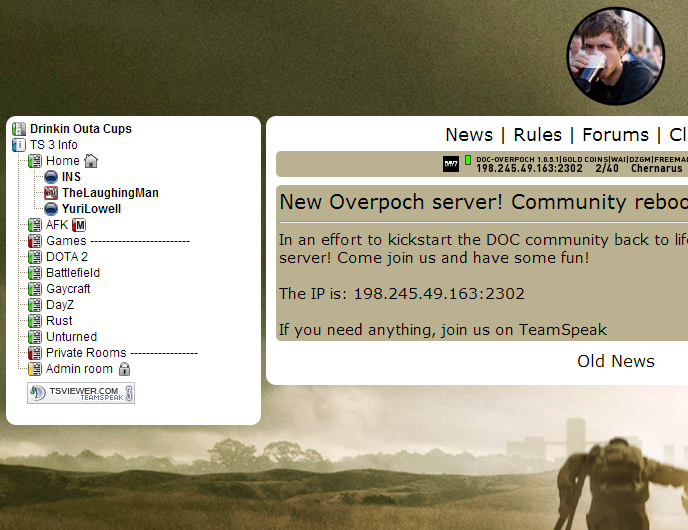 Drinkin Outa Cups
TS 3 Info
Home
INS
TheLaughingMan
YuriLowell
AFK M
Games -------------------------
DOTA 2
Battlefield
Gaycraft
DayZ
Rust
Unturned
Private Rooms -----------------
Admin room
TSVIEWER.COM
TEAMSPEAK
News | Rules | Forums | Cl
DAYZ DOC-OVERPOCH 1.0.5.1|GOLD COINS|WAI|DZGM|FREEMA
198.245.49.163:2302 2/40 Chernarus
New Overpoch server! Community reboo
In an effort to kickstart the DOC community back to life
server! Come join us and have some fun!
The IP is: 198.245.49.163:2302
If you need anything, join us on TeamSpeak
Old News